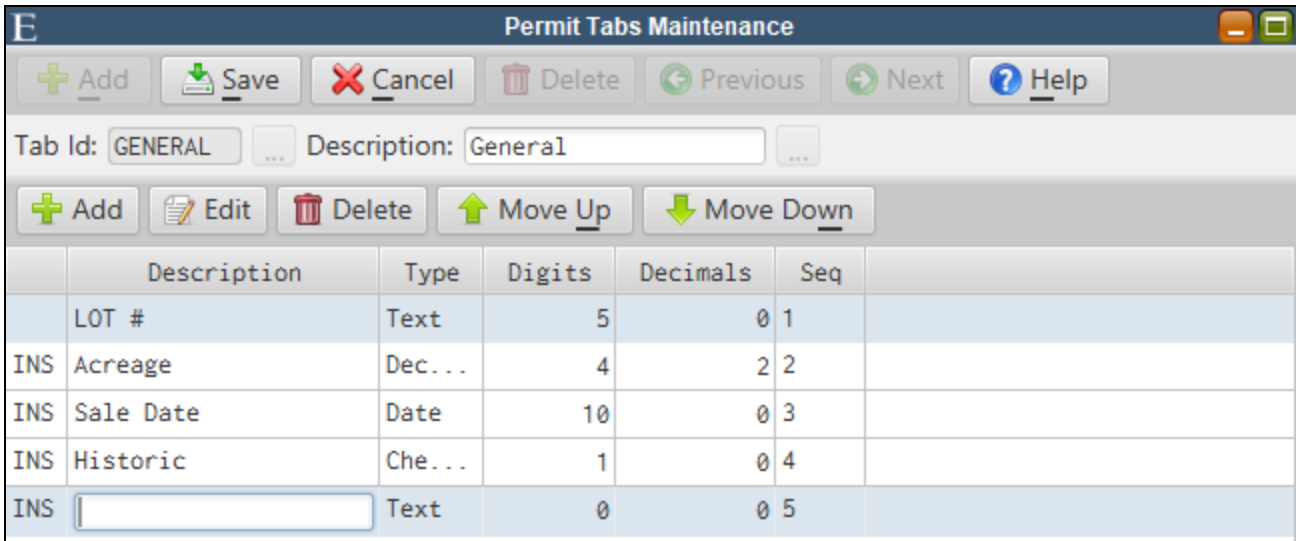 E Permit Tabs Maintenance
Add Save Cancel Delete Previous Next Help
Tab Id: GENERAL ... Description: General ...
Add Edit Delete Move Up Move Down
Description Type Digits Decimals Seq
LOT # Text 5 0 1
INS Acreage Dec... 4 2 2
INS Sale Date Date 10 0 3
INS Historic Che... 1 0 4
INS Text 0 0 5